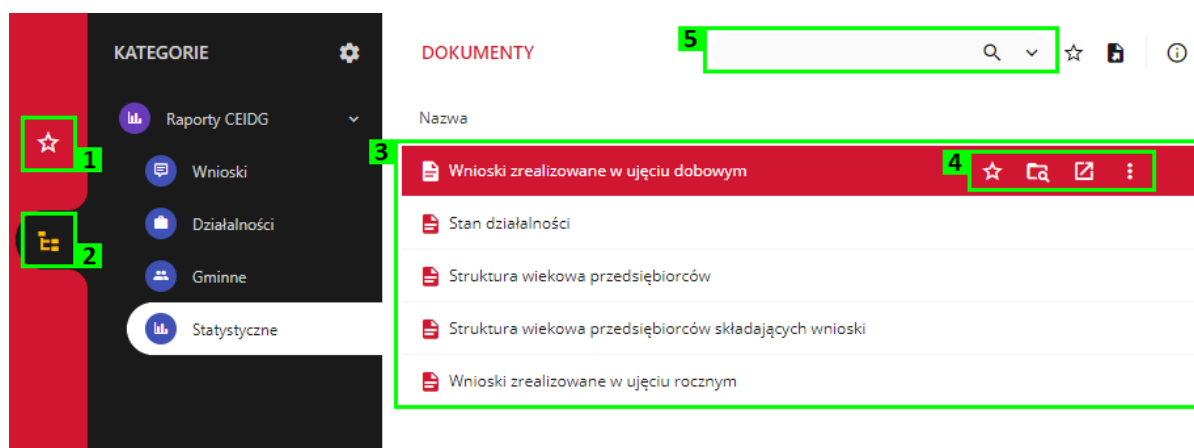 KATEGORIE
Raporty CEIDG
Wnioski
Działalności
Gminne
Statystyczne
1
2
DOKUMENTY
5
Nazwa
3
Wnioski zrealizowane w ujęciu dobowym
4
Stan działalności
Struktura wiekowa przedsiębiorców
Struktura wiekowa przedsiębiorców składających wnioski
Wnioski zrealizowane w ujęciu rocznym